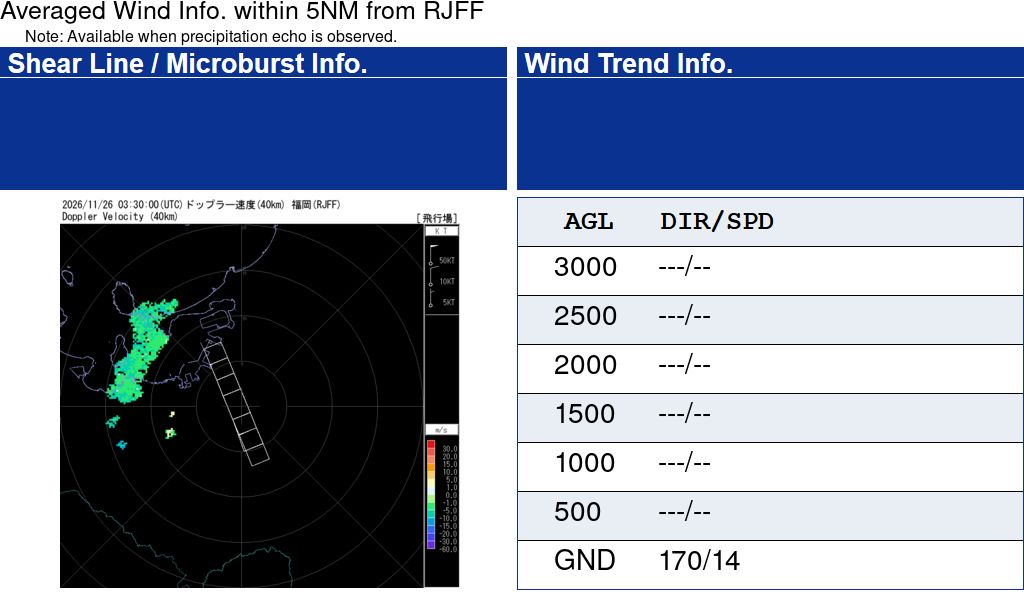 Averaged Wind Info. within 5NM from RJFF
Note: Available when precipitation echo is observed.
Shear Line / Microburst Info.
Wind Trend Info.
2026/11/26 03:30:00(UTC) ドップラー速度(40km) 福岡(RJFF)
Doppler Velocity (40km)
[飛行場]
KT
50KT
10KT
5KT
m/s
30.0
20.0
15.0
10.0
5.0
1.0
0.0
-1.0
-5.0
-10.0
-15.0
-20.0
-30.0
-60.0
AGL DIR/SPD
3000 ---/--
2500 ---/--
2000 ---/--
1500 ---/--
1000 ---/--
500 ---/--
GND 170/14